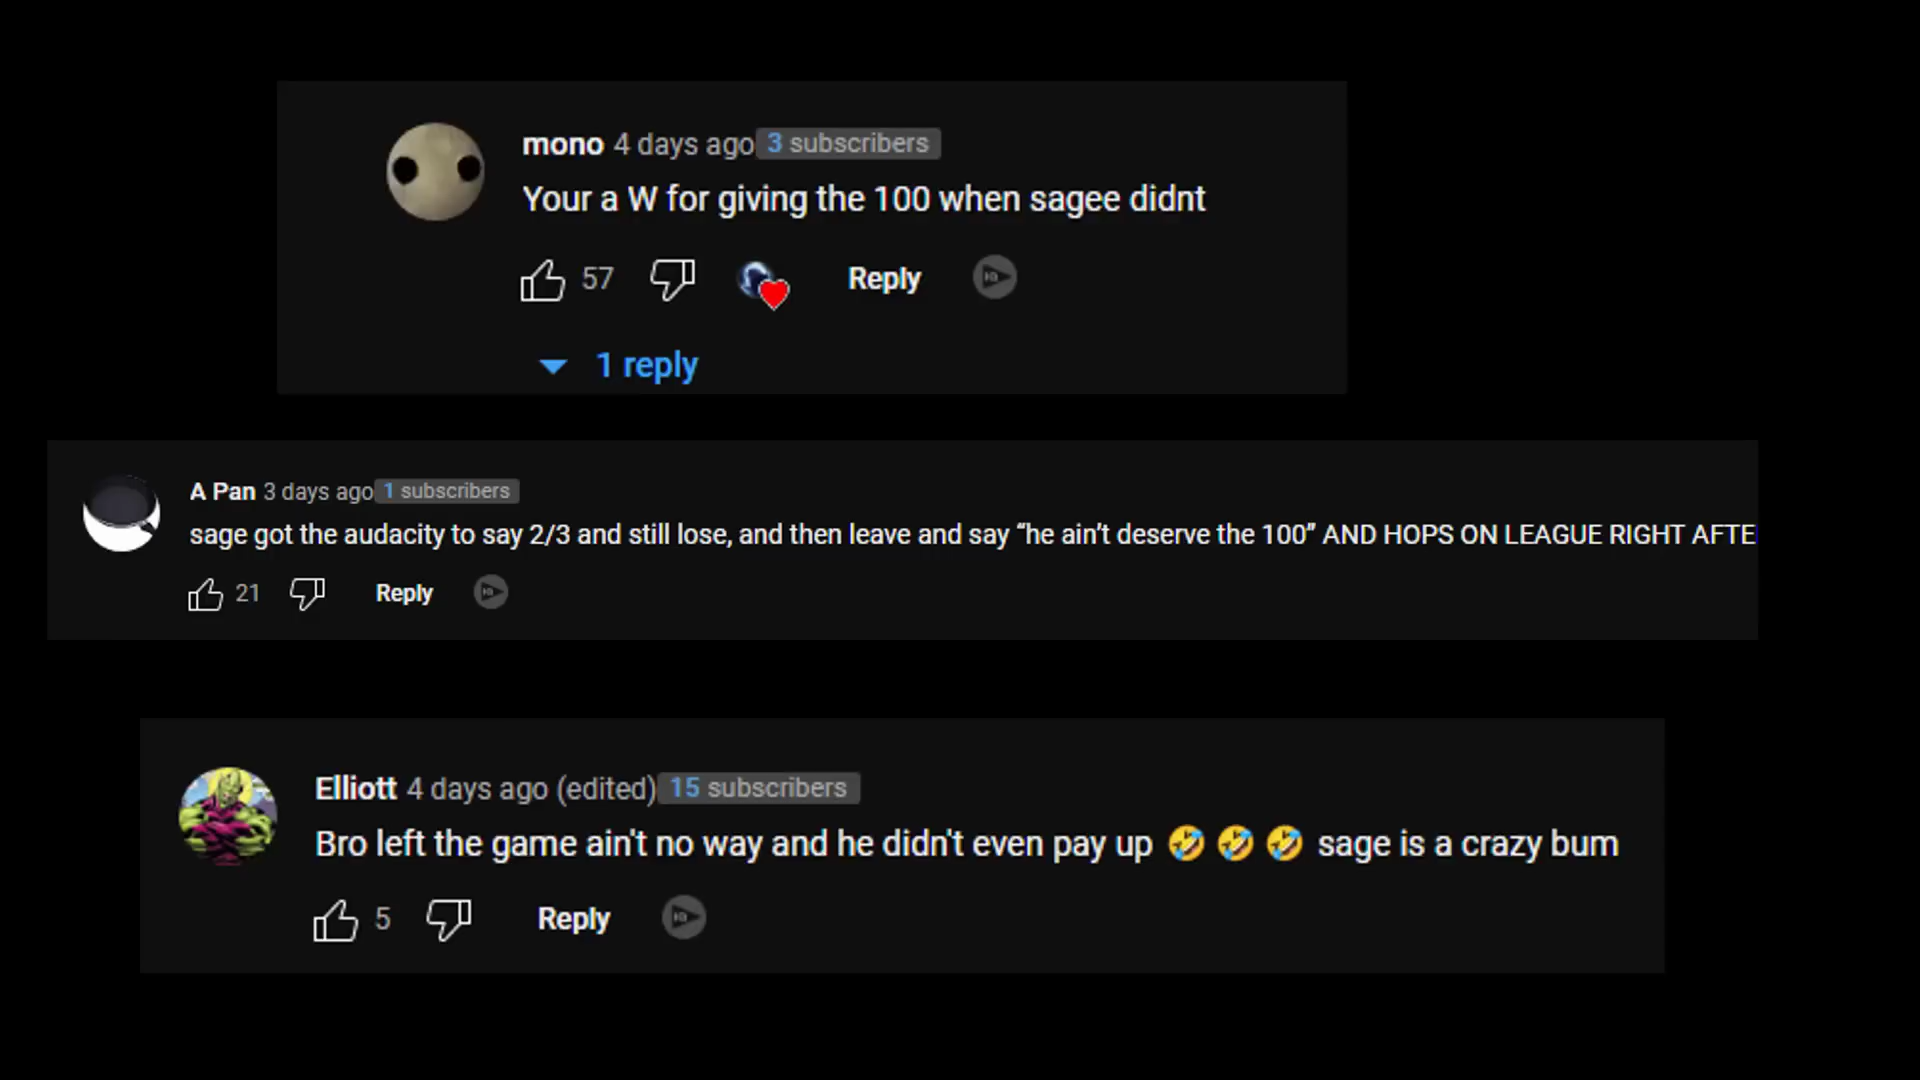 mono 4 days ago 3 subscribers
Your a W for giving the 100 when sagee didnt
57 Reply
1 reply
A Pan 3 days ago 1 subscribers
sage got the audacity to say 2/3 and still lose, and then leave and say “he ain’t deserve the 100” AND HOPS ON LEAGUE RIGHT AFTE
21 Reply
Elliott 4 days ago (edited) 15 subscribers
Bro left the game ain't no way and he didn't even pay up 🤣 🤣 🤣 sage is a crazy bum
5 Reply